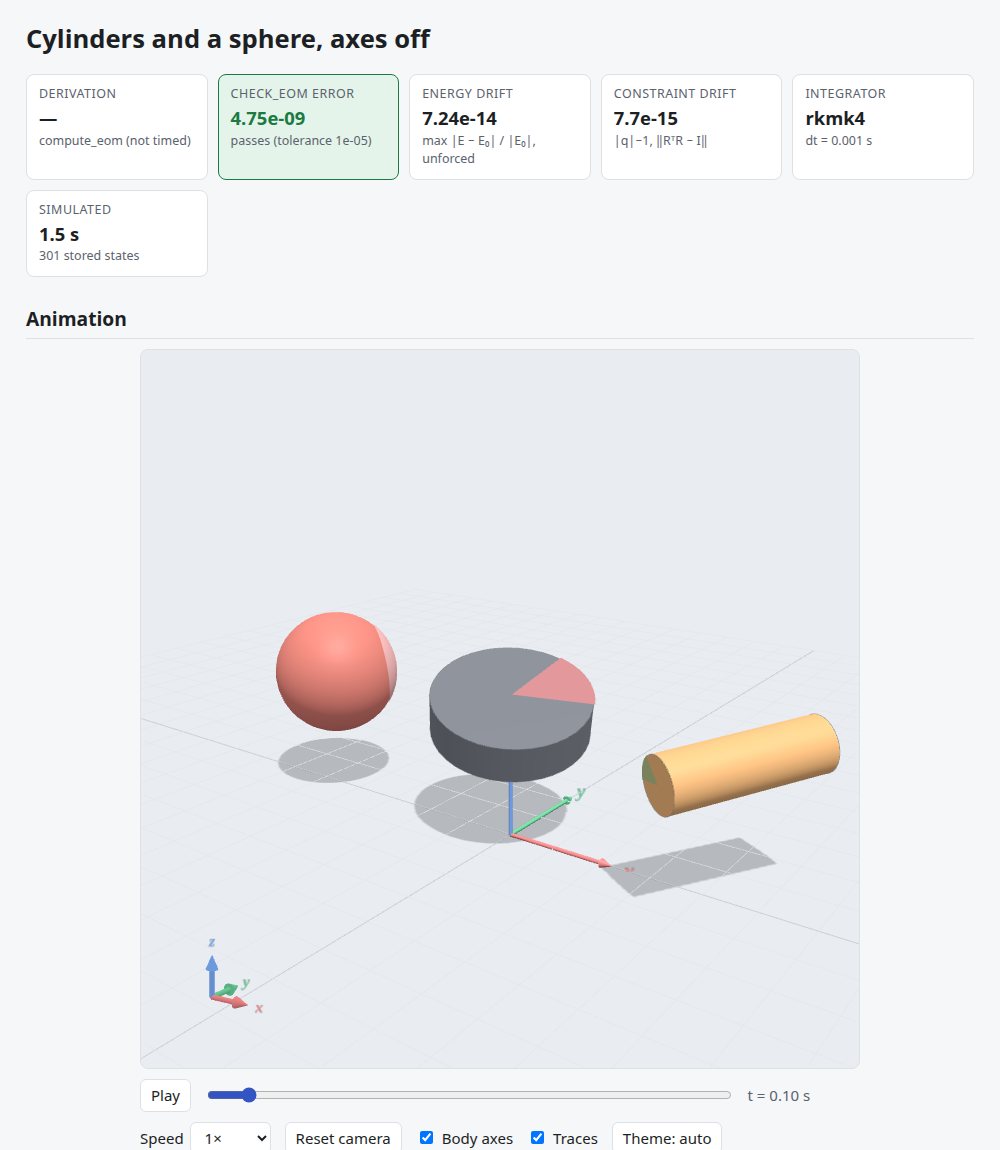 Cylinders and a sphere, axes off
DERIVATION
—
compute_eom (not timed)
CHECK_EOM ERROR
4.75e-09
passes (tolerance 1e-05)
ENERGY DRIFT
7.24e-14
max |E − E₀| / |E₀|,
unforced
CONSTRAINT DRIFT
7.7e-15
|q|−1, ‖RᵀR − I‖
INTEGRATOR
rkmk4
dt = 0.001 s
SIMULATED
1.5 s
301 stored states
Animation
y
z
y
x
Play
t = 0.10 s
Speed
1×
Reset camera
Body axes
Traces
Theme: auto